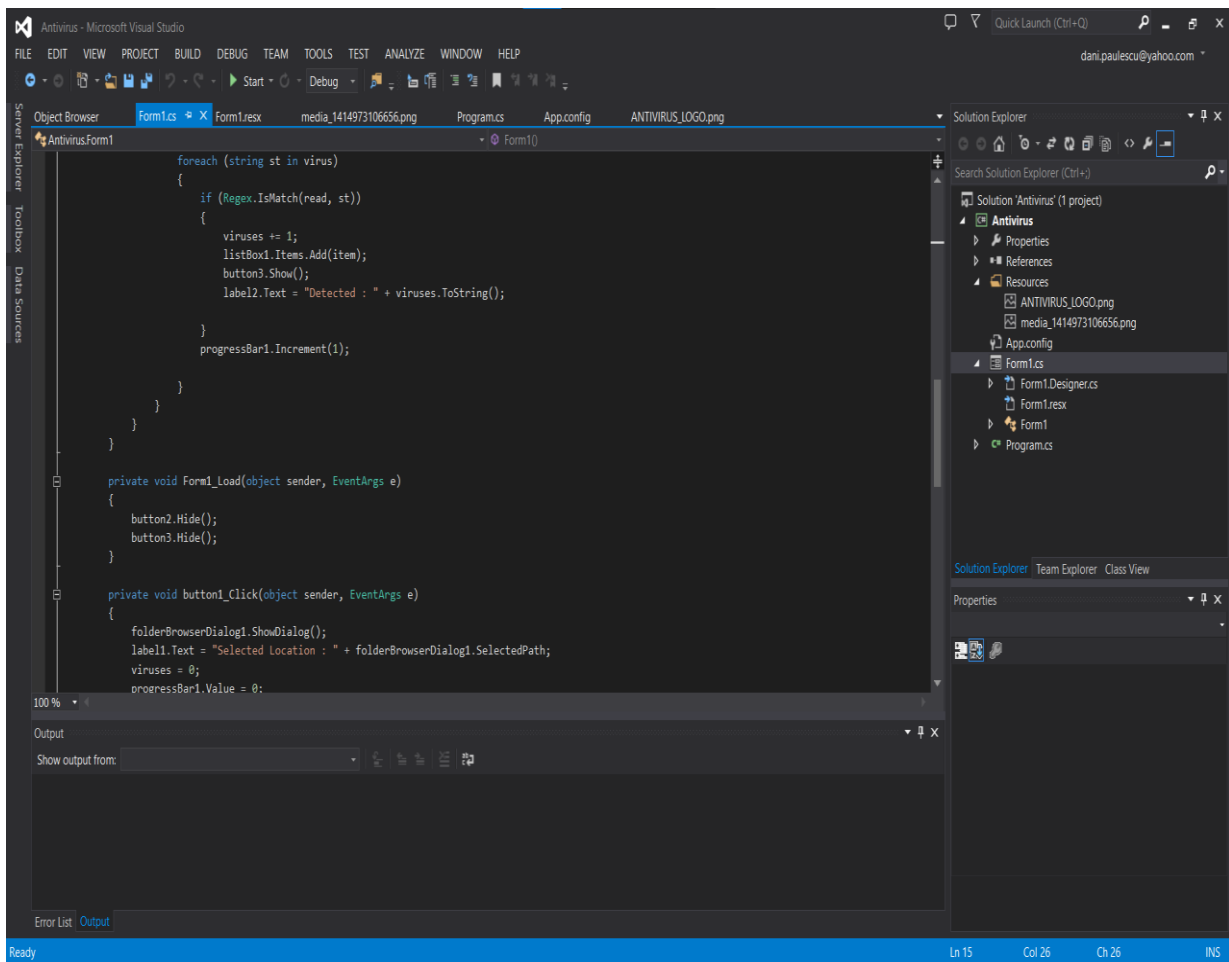 Antivirus - Microsoft Visual Studio
Quick Launch (Ctrl+Q)
FILE EDIT VIEW PROJECT BUILD DEBUG TEAM TOOLS TEST ANALYZE WINDOW HELP
dani.paulescu@yahoo.com
Start Debug
Server Explorer
Toolbox
Data Sources
Object Browser Form1.cs Form1.resx media_1414973106656.png Program.cs App.config ANTIVIRUS_LOGO.png
Antivirus.Form1 Form1()
foreach (string st in virus)
{
if (Regex.IsMatch(read, st))
{
viruses += 1;
listBox1.Items.Add(item);
button3.Show();
label2.Text = "Detected : " + viruses.ToString();
}
progressBar1.Increment(1);
}
}
}
}
private void Form1_Load(object sender, EventArgs e)
{
button2.Hide();
button3.Hide();
}
private void button1_Click(object sender, EventArgs e)
{
folderBrowserDialog1.ShowDialog();
label1.Text = "Selected Location : " + folderBrowserDialog1.SelectedPath;
viruses = 0;
progressBar1.Value = 0;
100 %
Output
Show output from:
Error List Output
Solution Explorer
Search Solution Explorer (Ctrl+;)
Solution 'Antivirus' (1 project)
Antivirus
Properties
References
Resources
ANTIVIRUS_LOGO.png
media_1414973106656.png
App.config
Form1.cs
Form1.Designer.cs
Form1.resx
Form1
Program.cs
Solution Explorer Team Explorer Class View
Properties
Ready Ln 15 Col 26 Ch 26 INS